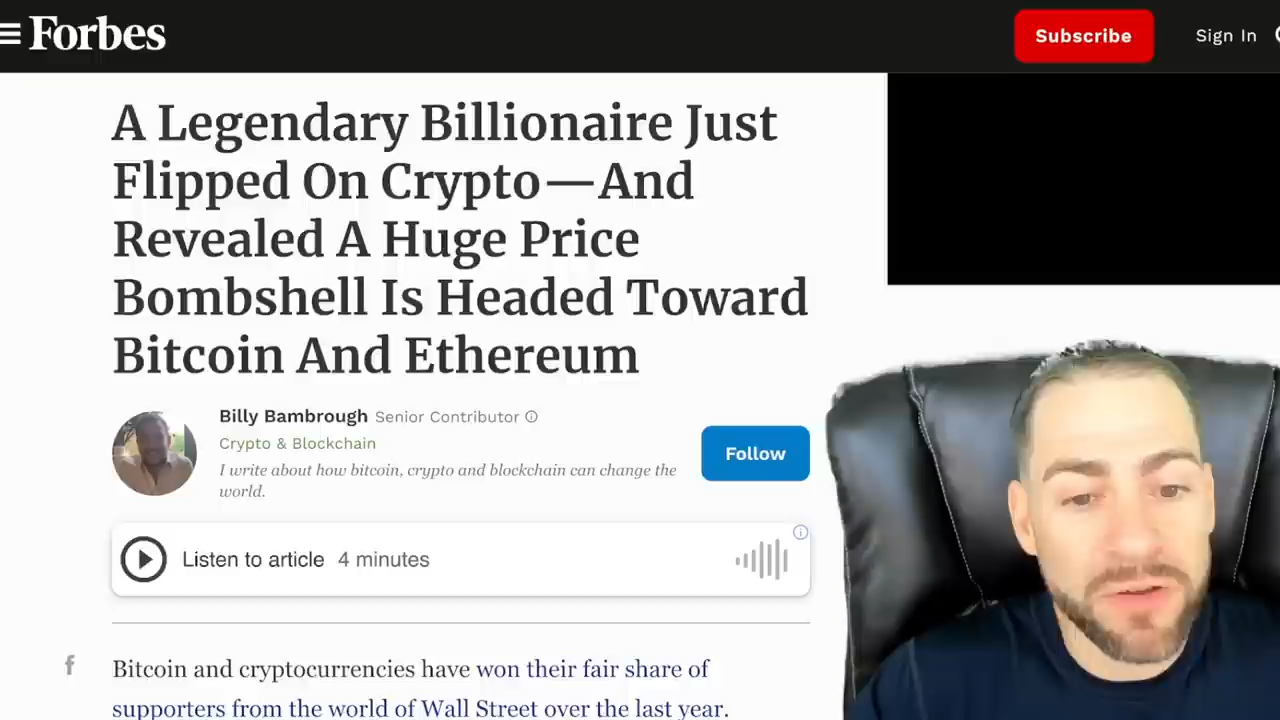 Forbes
Subscribe
Sign In
A Legendary Billionaire Just
Flipped On Crypto—And
Revealed A Huge Price
Bombshell Is Headed Toward
Bitcoin And Ethereum
Billy Bambrough Senior Contributor
Crypto & Blockchain
I write about how bitcoin, crypto and blockchain can change the
world.
Follow
Listen to article 4 minutes
Bitcoin and cryptocurrencies have won their fair share of
supporters from the world of Wall Street over the last year.